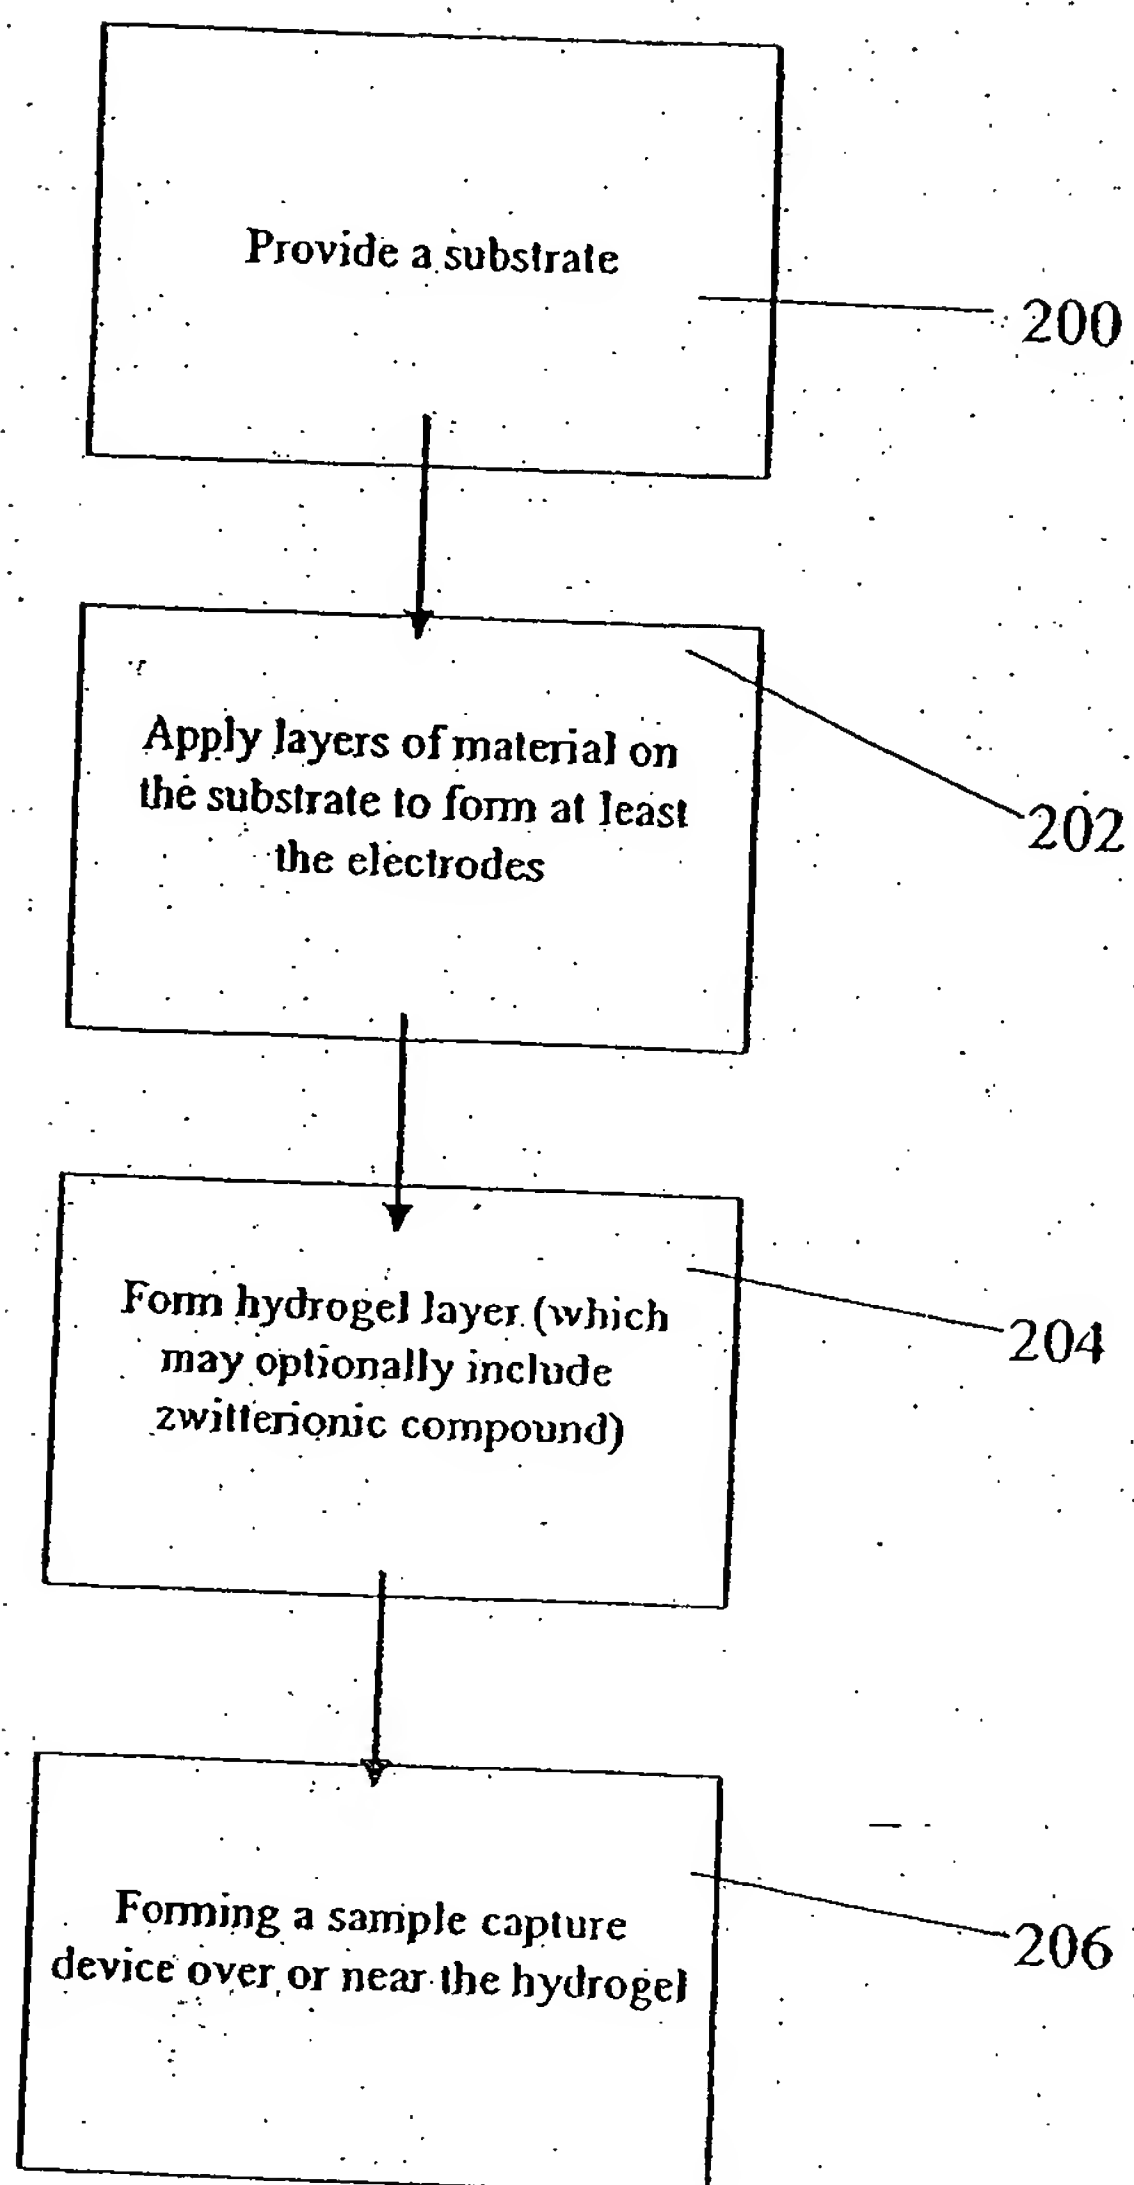 Provide a substrate
200
Apply layers of material on
the substrate to form at least
the electrodes
202
Form hydrogel layer (which
may optionally include
zwitterionic compound)
204
Forming a sample capture
device over or near the hydrogel
206